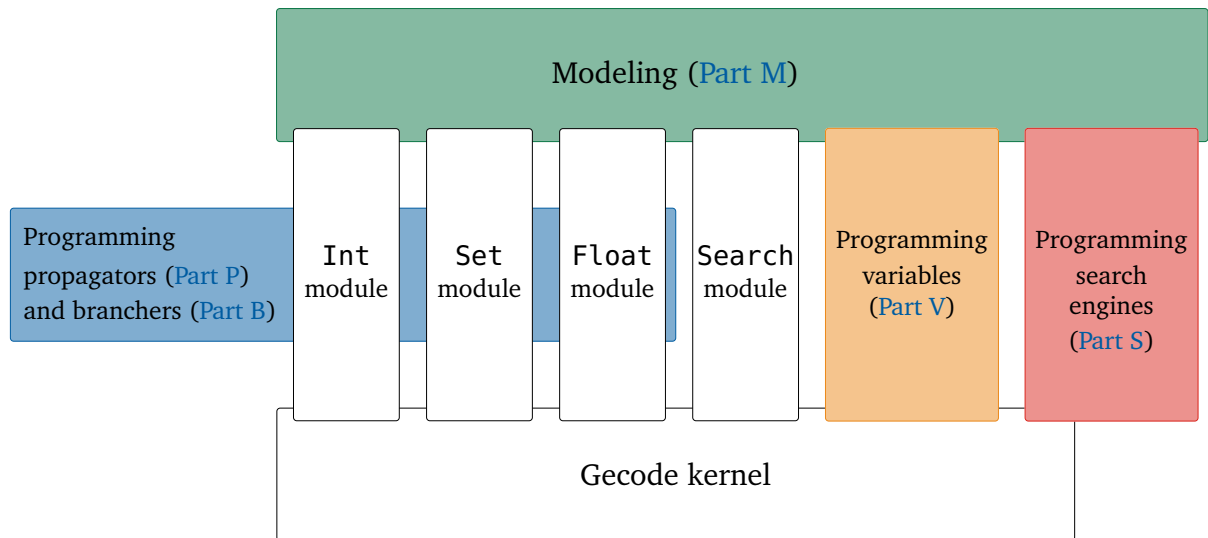 Modeling (Part M)
Programming
propagators (Part P)
and branchers (Part B)
Int
module
Set
module
Float
module
Search
module
Programming
variables
(Part V)
Programming
search
engines
(Part S)
Gecode kernel